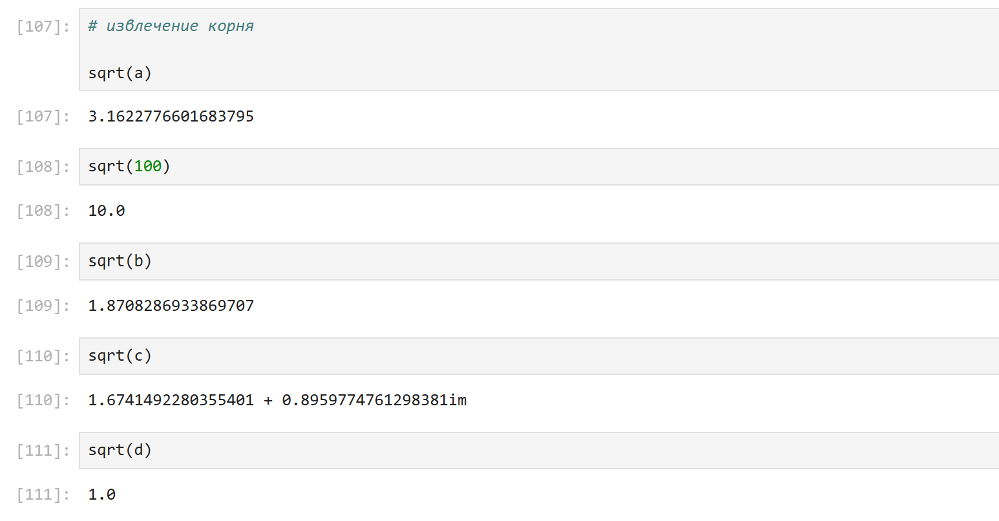 [107]: # извлечение корня
sqrt(a)
[107]: 3.1622776601683795
[108]: sqrt(100)
[108]: 10.0
[109]: sqrt(b)
[109]: 1.8708286933869707
[110]: sqrt(c)
[110]: 1.6741492280355401 + 0.8959774761298381im
[111]: sqrt(d)
[111]: 1.0